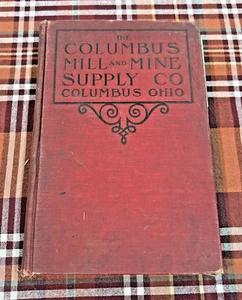 THE
COLUMBUS
MILL AND MINE
SUPPLY CO
COLUMBUS OHIO